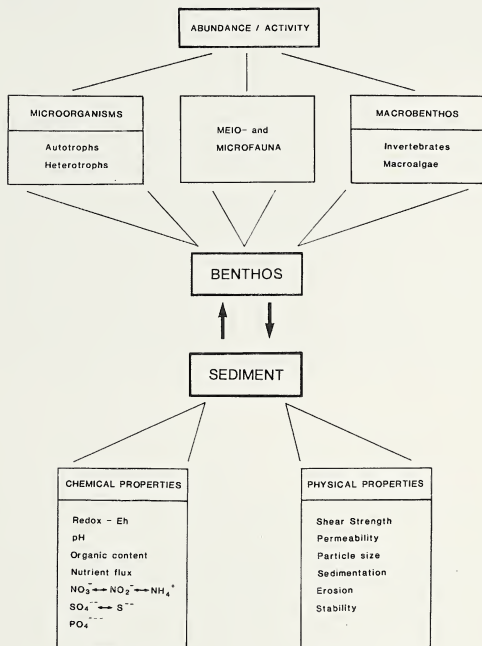 ABUNDANCE / ACTIVITY
MICROORGANISMS
Autotrophs
Heterotrophs
MEIO- and
MICROFAUNA
MACROBENTHOS
Invertebrates
Macroalgae
BENTHOS
SEDIMENT
CHEMICAL PROPERTIES
Redox - Eh
pH
Organic content
Nutrient flux
NO₃⁻ ↔ NO₂⁻ ↔ NH₄⁺
SO₄⁻⁻ ↔ S⁻⁻
PO₄⁻⁻⁻
PHYSICAL PROPERTIES
Shear Strength
Permeability
Particle size
Sedimentation
Erosion
Stability